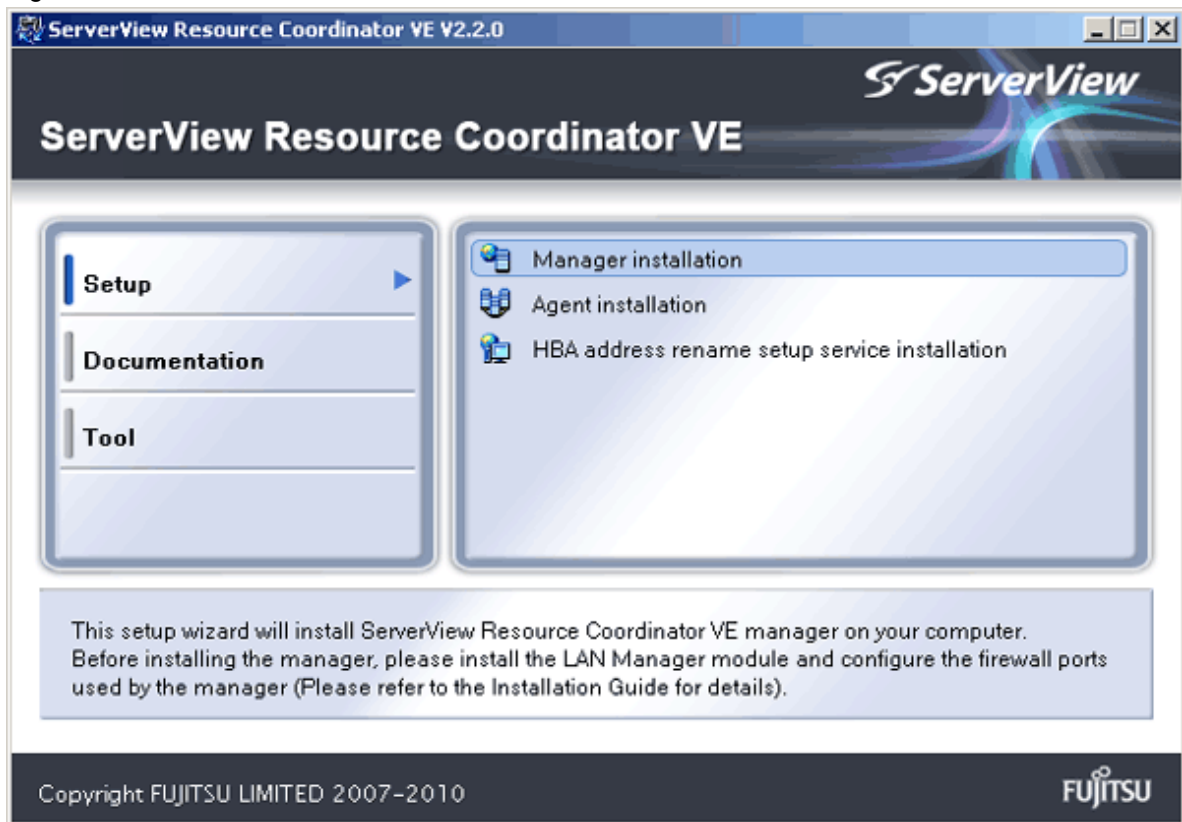 ServerView Resource Coordinator VE V2.2.0
ServerView
ServerView Resource Coordinator VE
Setup
Documentation
Tool
Manager installation
Agent installation
HBA address rename setup service installation
This setup wizard will install ServerView Resource Coordinator VE manager on your computer.
Before installing the manager, please install the LAN Manager module and configure the firewall ports
used by the manager (Please refer to the Installation Guide for details).
Copyright FUJITSU LIMITED 2007-2010
FUJITSU